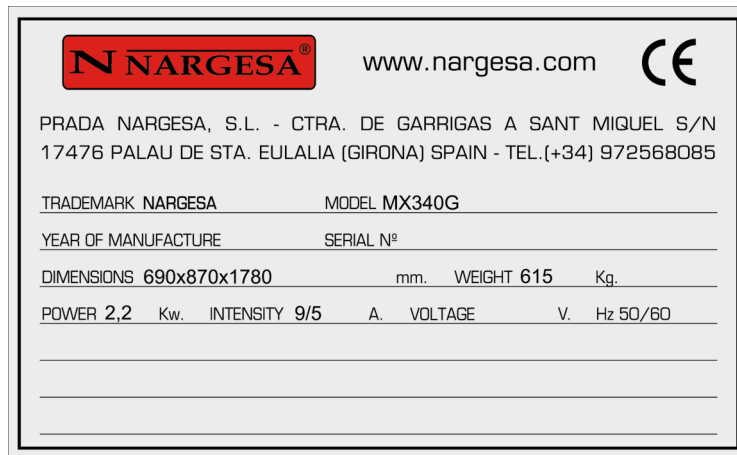 N NARGESA® www.nargesa.com CE
PRADA NARGESA, S.L. - CTRA. DE GARRIGAS A SANT MIQUEL S/N
17476 PALAU DE STA. EULALIA (GIRONA) SPAIN - TEL.(+34) 972568085
TRADEMARK NARGESA MODEL MX340G
YEAR OF MANUFACTURE SERIAL Nº
DIMENSIONS 690x870x1780 mm. WEIGHT 615 Kg.
POWER 2,2 Kw. INTENSITY 9/5 A. VOLTAGE V. Hz 50/60